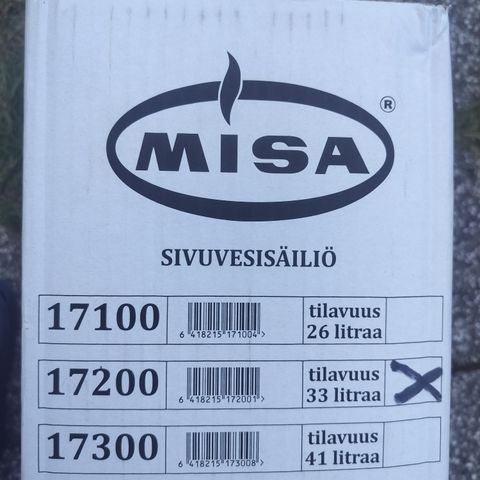 MISA
®
SIVUVESISÄILIÖ
17100
6 418215 171004>
tilavuus
26 litraa
17200
6 418215 172001>
tilavuus
33 litraa
17300
6 418215 173008>
tilavuus
41 litraa